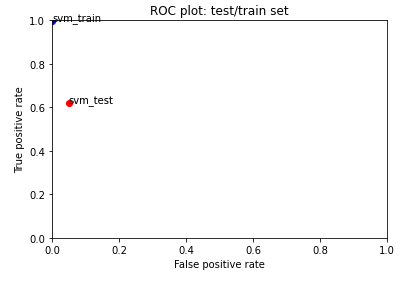 ROC plot: test/train set
svm_train
svm_test
True positive rate
1.0
0.8
0.6
0.4
0.2
0.0
0.0 0.2 0.4 0.6 0.8 1.0
False positive rate